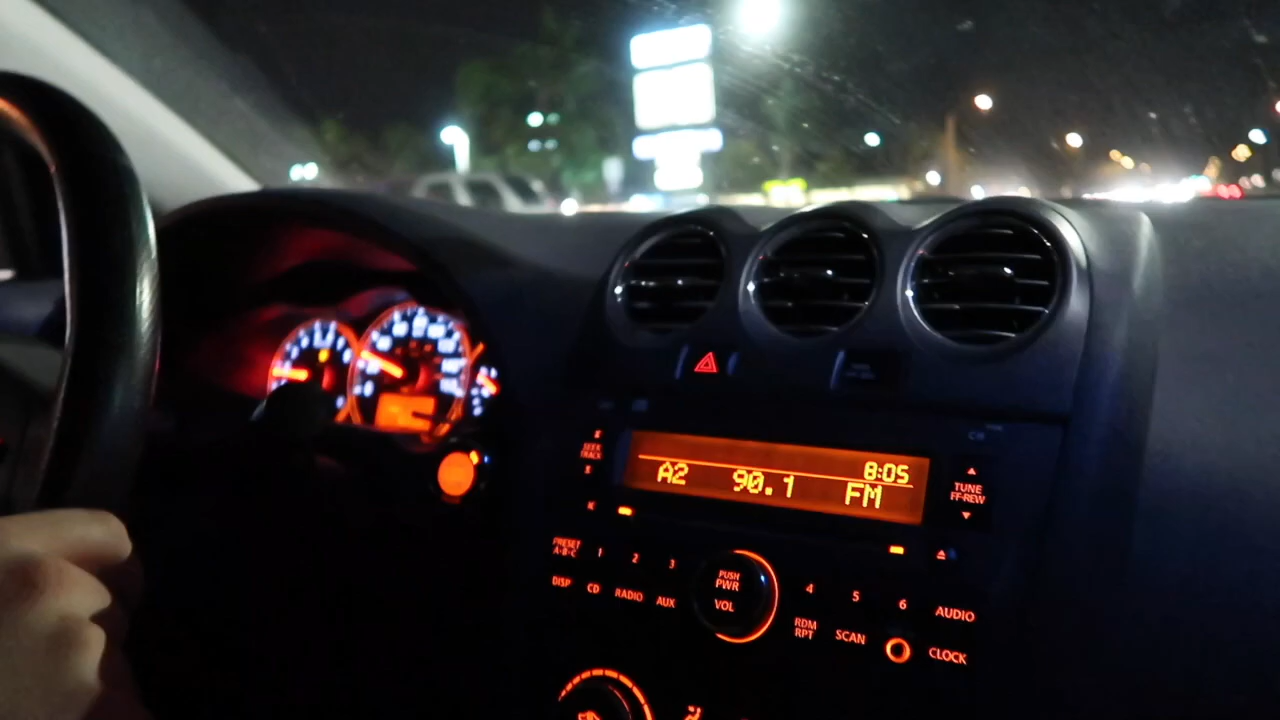 8:05
A2 90.1 FM
SEEK
TRACK
TUNE
FF·REW
PRESET
A·B·C
1
2
3
DISP
CD
RADIO
AUX
PUSH
PWR
VOL
4
5
6
AUDIO
RDM
RPT
SCAN
CLOCK